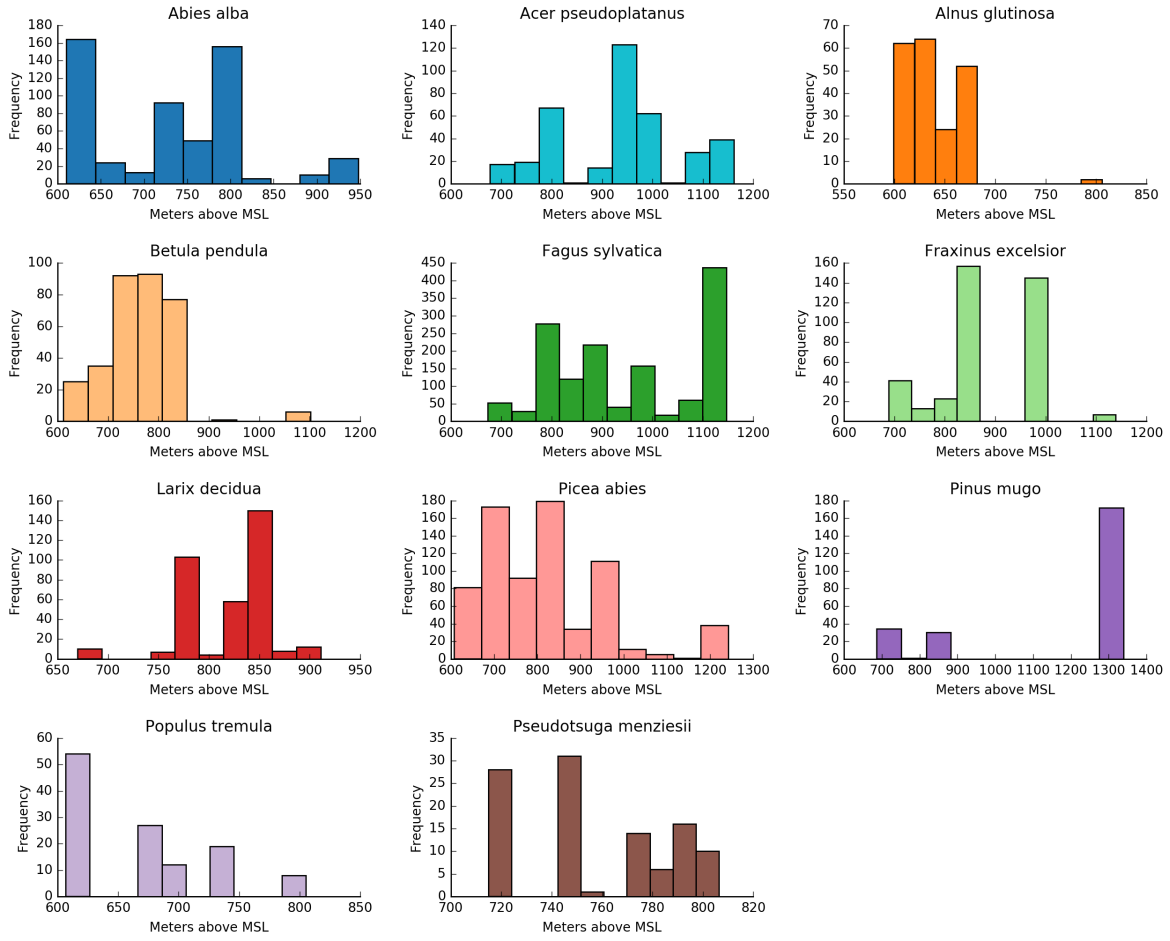 Abies alba
Frequency
180
160
140
120
100
80
60
40
20
0
600 650 700 750 800 850 900 950
Meters above MSL
Acer pseudoplatanus
Frequency
140
120
100
80
60
40
20
0
600 700 800 900 1000 1100 1200
Meters above MSL
Alnus glutinosa
Frequency
70
60
50
40
30
20
10
0
550 600 650 700 750 800 850
Meters above MSL
Betula pendula
Frequency
100
80
60
40
20
0
600 700 800 900 1000 1100 1200
Meters above MSL
Fagus sylvatica
Frequency
450
400
350
300
250
200
150
100
50
0
600 700 800 900 1000 1100 1200
Meters above MSL
Fraxinus excelsior
Frequency
160
140
120
100
80
60
40
20
0
600 700 800 900 1000 1100 1200
Meters above MSL
Larix decidua
Frequency
160
140
120
100
80
60
40
20
0
650 700 750 800 850 900 950
Meters above MSL
Picea abies
Frequency
180
160
140
120
100
80
60
40
20
0
600 700 800 900 1000 1100 1200 1300
Meters above MSL
Pinus mugo
Frequency
180
160
140
120
100
80
60
40
20
0
600 700 800 900 1000 1100 1200 1300 1400
Meters above MSL
Populus tremula
Frequency
60
50
40
30
20
10
0
600 650 700 750 800 850
Meters above MSL
Pseudotsuga menziesii
Frequency
35
30
25
20
15
10
5
0
700 720 740 760 780 800 820
Meters above MSL